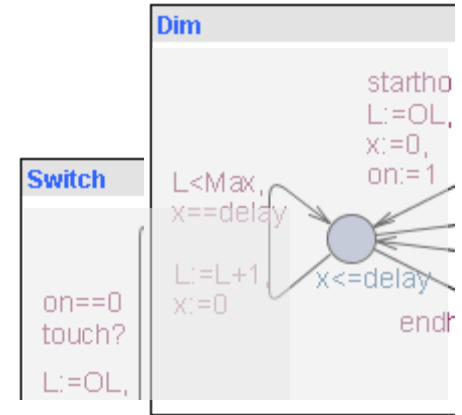 Dim
startho
L:=OL,
x:=0,
on:=1
L<Max,
x==delay
L:=L+1,
x:=0
x<=delay
endh
Switch
on==0
touch?
L:=OL,